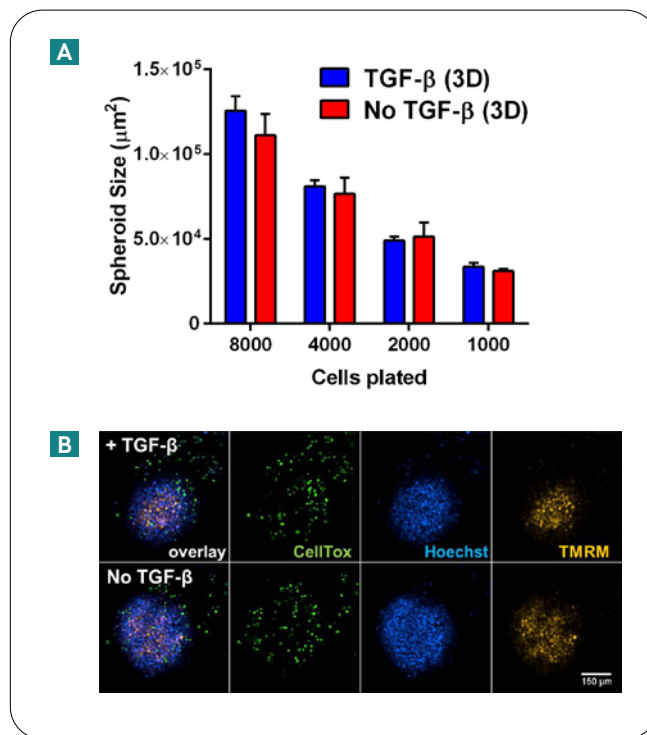 A
1.5×10⁵
1.0×10⁵
5.0×10⁴
0
Spheroid Size (μm²)
TGF-β (3D)
No TGF-β (3D)
8000 4000 2000 1000
Cells plated
B
+ TGF-β
overlay CellTox Hoechst TMRM
No TGF-β
150 μm